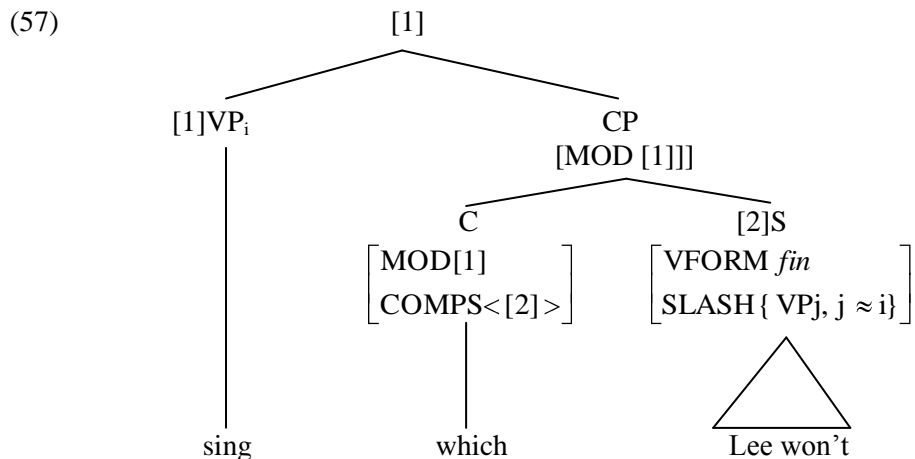 (57) [1]
[1]VPi CP
[MOD [1]]]
C [2]S
MOD[1] VFORM fin
COMPS<[2]> SLASH{ VPj, j ≈ i}
sing which Lee won't